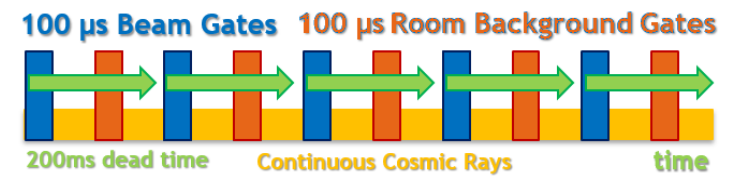 100 µs Beam Gates 100 µs Room Background Gates
200ms dead time Continuous Cosmic Rays time